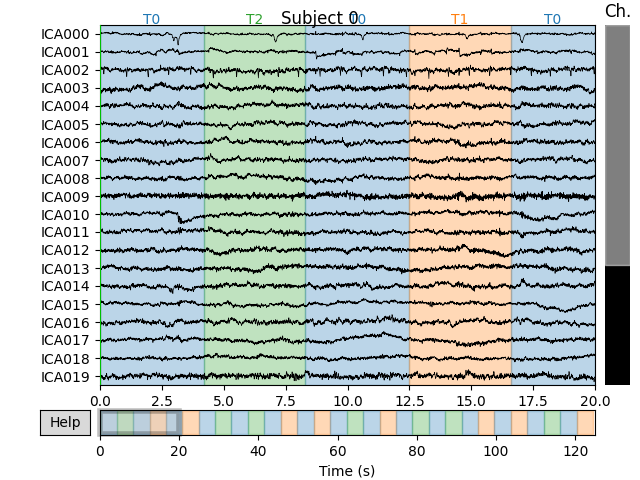 Subject 0
T0 T2 T0 T1 T0
Ch.
ICA000
ICA001
ICA002
ICA003
ICA004
ICA005
ICA006
ICA007
ICA008
ICA009
ICA010
ICA011
ICA012
ICA013
ICA014
ICA015
ICA016
ICA017
ICA018
ICA019
0.0 2.5 5.0 7.5 10.0 12.5 15.0 17.5 20.0
Help
0 20 40 60 80 100 120
Time (s)